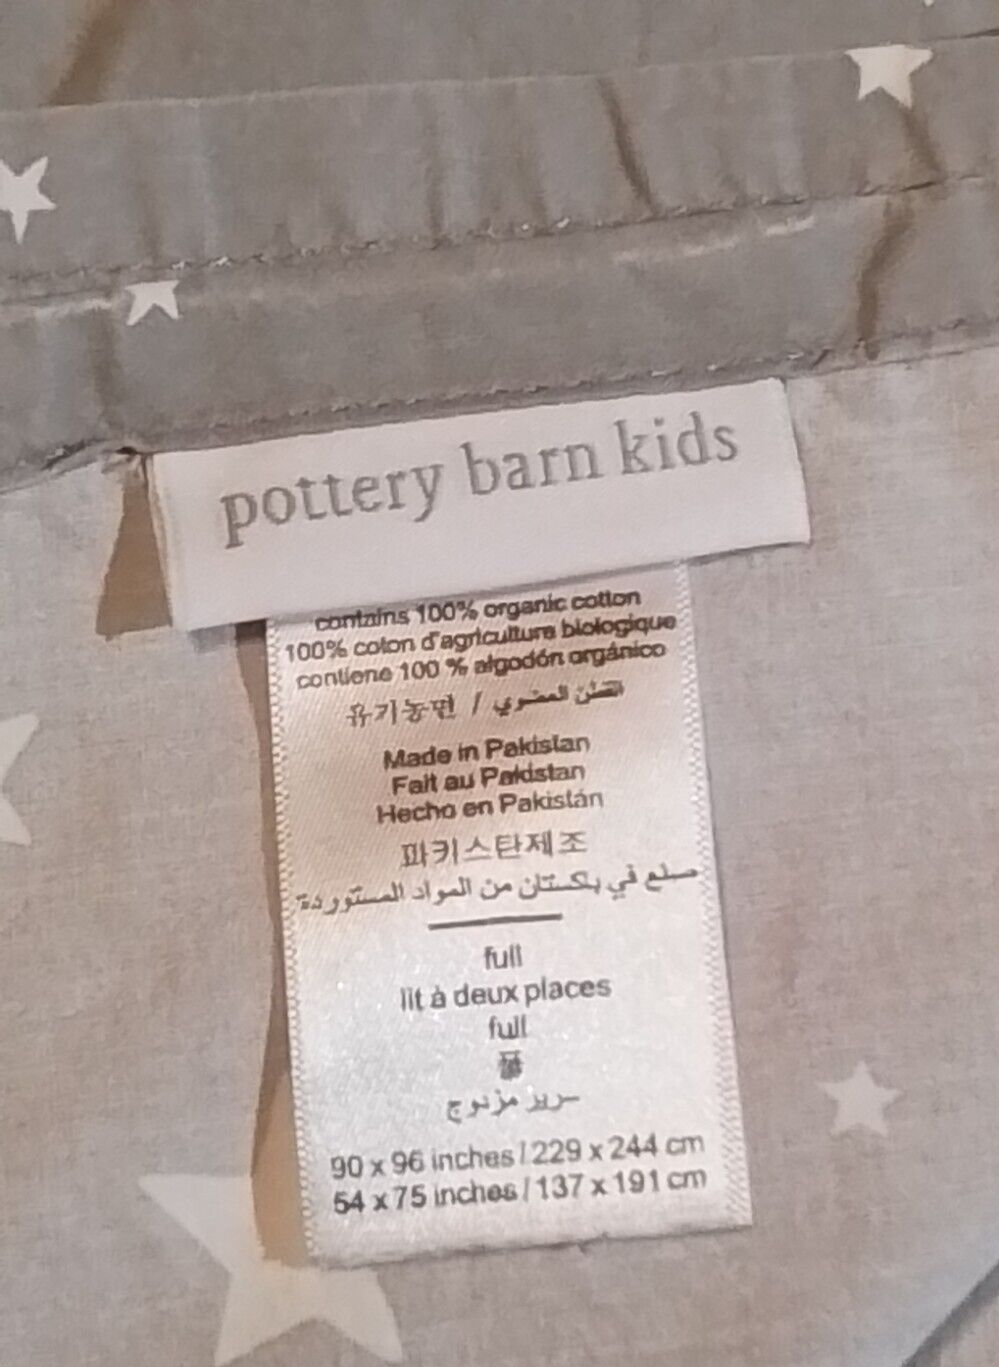 pottery barn kids
contains 100% organic cotton
100% coton d'agriculture biologique
contiene 100 % algodón orgánico
유기농면 / القطن العضوي
Made in Pakistan
Fait au Pakistan
Hecho en Pakistán
파키스탄제조
صنع في باكستان من المواد المستوردة
full
lit à deux places
full
풀
سرير مزدوج
90 x 96 inches / 229 x 244 cm
54 x 75 inches / 137 x 191 cm